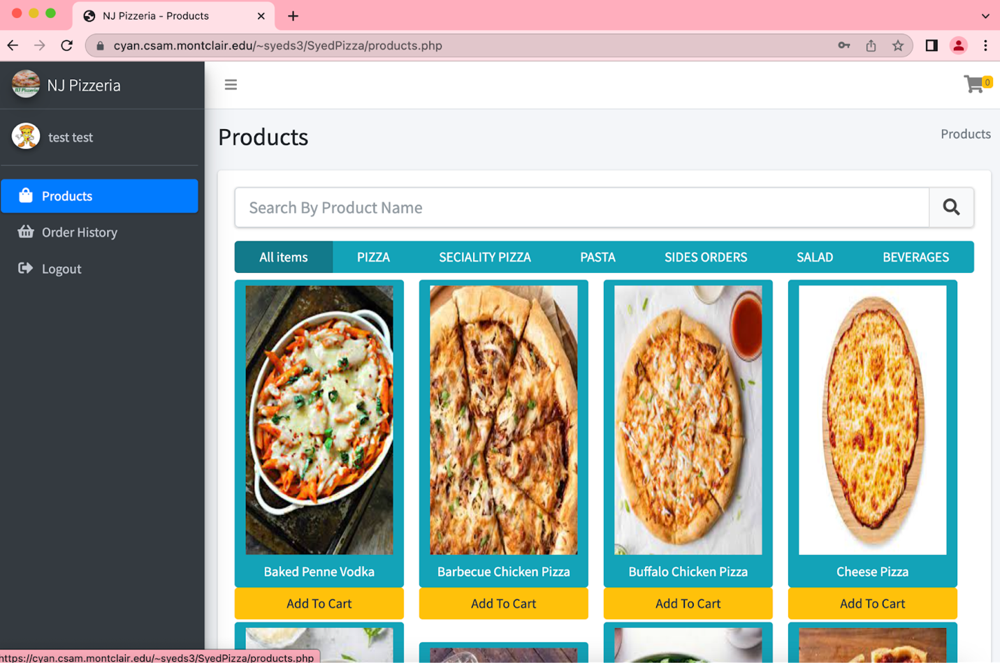 NJ Pizzeria - Products
cyan.csam.montclair.edu/~syeds3/SyedPizza/products.php
NJ Pizzeria
0
test test
Products
Products
Products
Order History
Logout
Search By Product Name
All items PIZZA SECIALITY PIZZA PASTA SIDES ORDERS SALAD BEVERAGES
Baked Penne Vodka Barbecue Chicken Pizza Buffalo Chicken Pizza Cheese Pizza
Add To Cart Add To Cart Add To Cart Add To Cart
https://cyan.csam.montclair.edu/~syeds3/SyedPizza/products.php